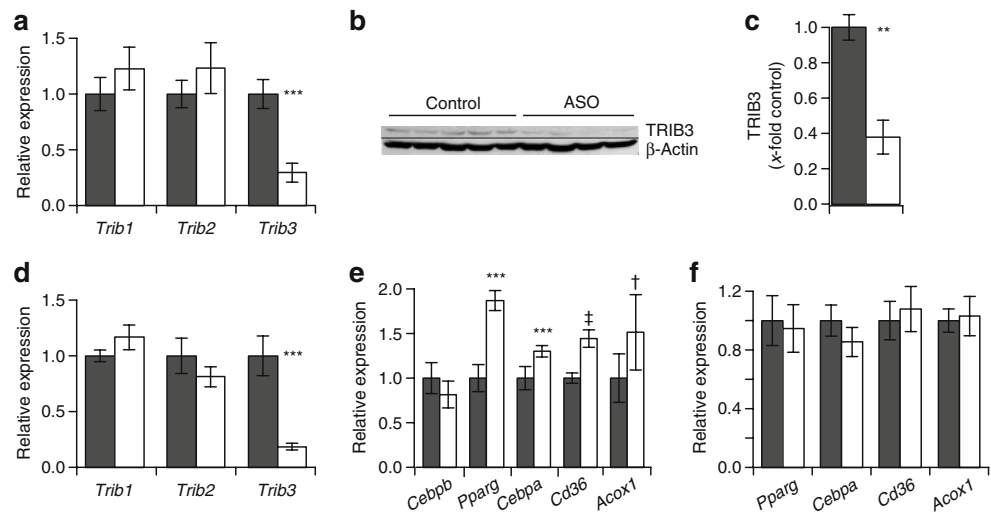 a
1.5
1.0
0.5
0.0
Relative expression
***
Trib1 Trib2 Trib3
b
Control ASO
TRIB3
β-Actin
c
1.0
0.8
0.6
0.4
0.2
0.0
TRIB3
(x-fold control)
**
d
1.5
1.0
0.5
0.0
Relative expression
***
Trib1 Trib2 Trib3
e
2.0
1.5
1.0
0.5
0.0
Relative expression
*** *** ‡ †
Cebpb Pparg Cebpa Cd36 Acox1
f
1.2
0.8
0.4
0.0
Relative expression
Pparg Cebpa Cd36 Acox1